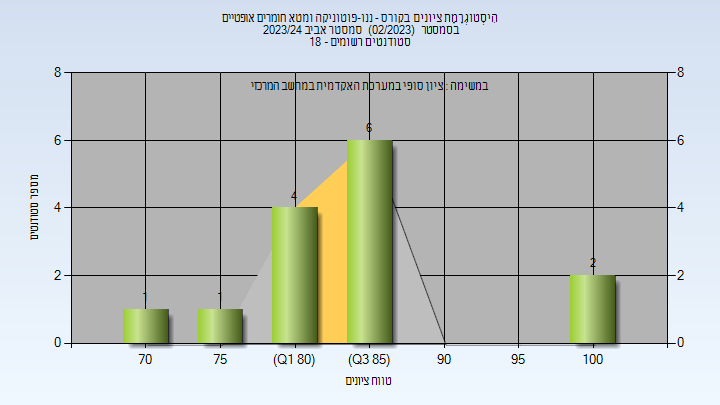 היסטוגרמת ציונים בקורס - ננו-פוטוניקה ומטא חומרים אופטיים
בסמסטר (02/2023) סמסטר אביב 2023/24
סטודנטים רשומים - 18
במשימה : ציון סופי במערכת האקדמית במחשב המרכזי
8 8
6 6
4 4
2 2
0 0
מספר סטודנטים
1 1 4 6 2
70 75 (Q1 80) (Q3 85) 90 95 100
טווח ציונים